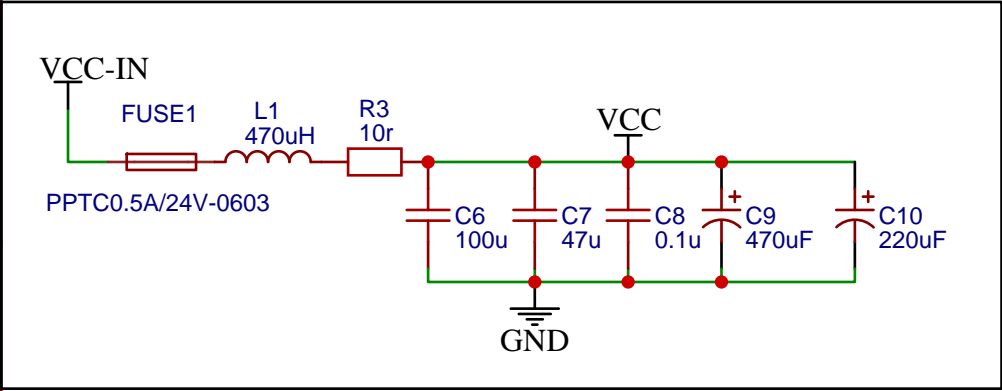 VCC-IN
FUSE1
L1
470uH
R3
10r
VCC
PPTC0.5A/24V-0603
C6
100u
C7
47u
C8
0.1u
+
C9
470uF
+
C10
220uF
GND